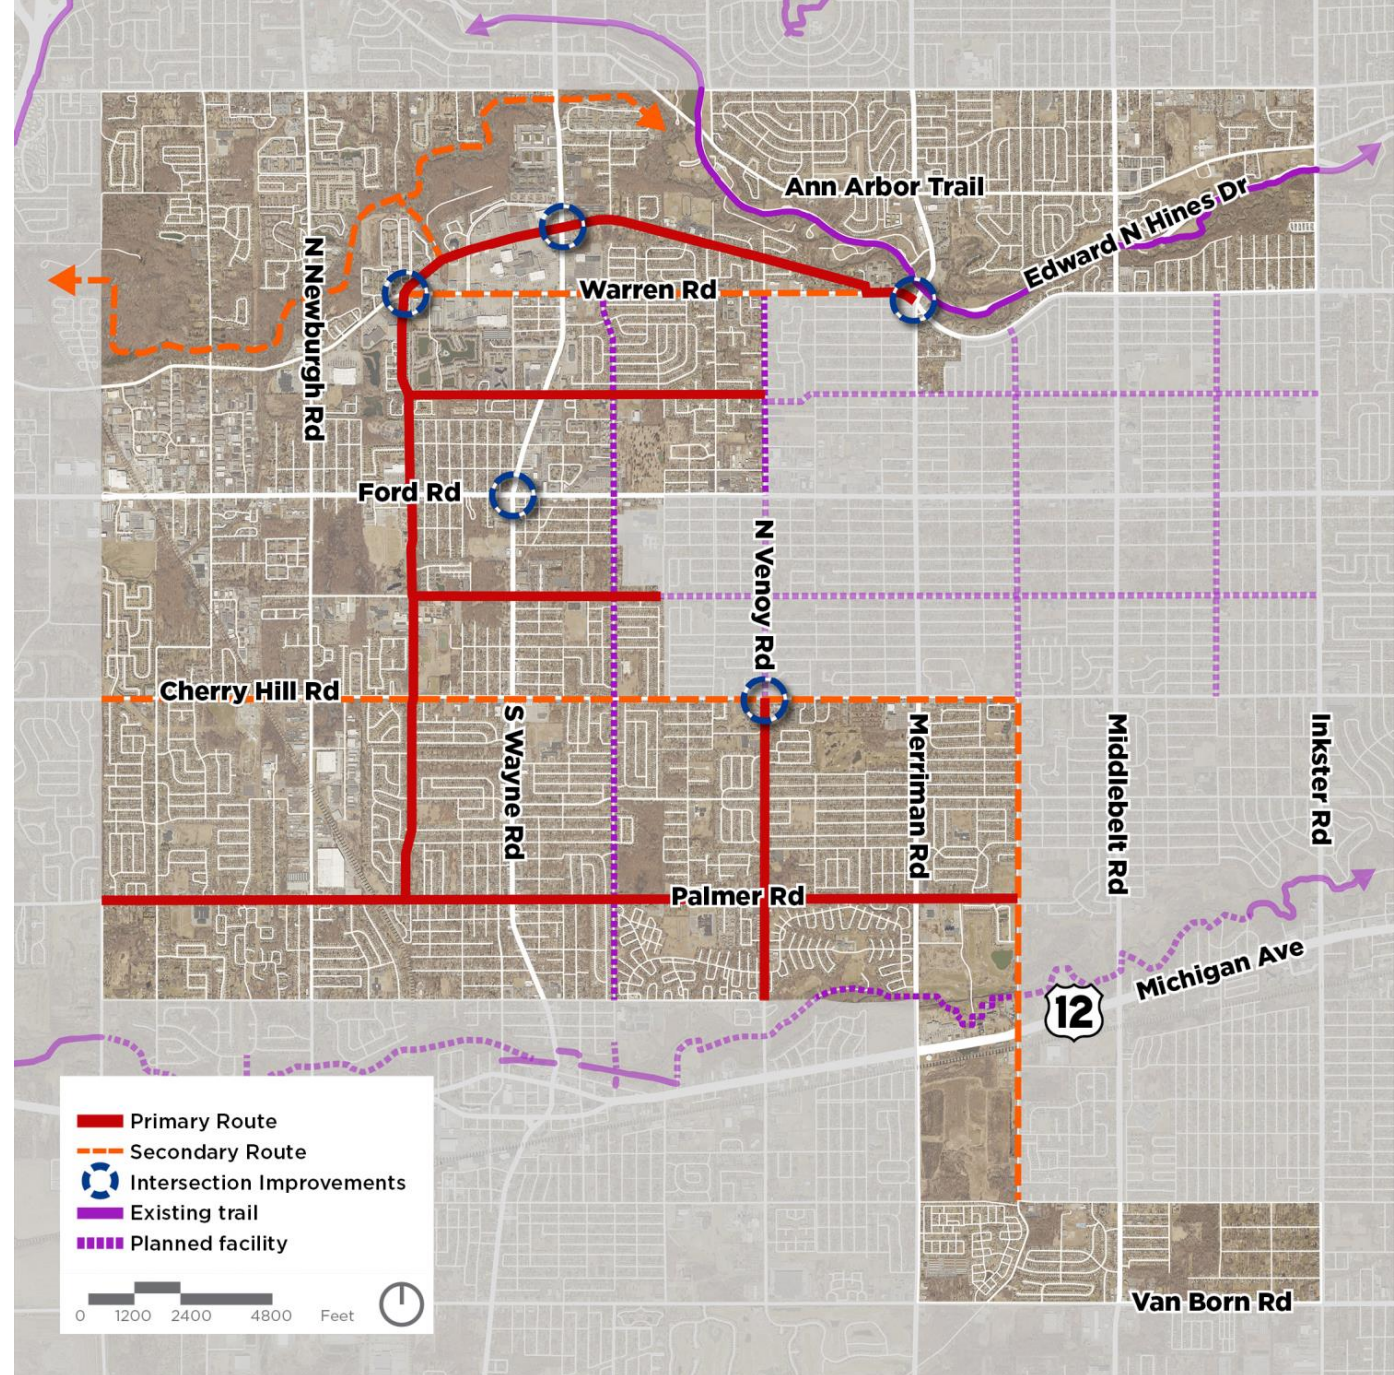 Ann Arbor Trail
Edward N Hines Dr
N Newburgh Rd
Warren Rd
Ford Rd
N Venoy Rd
Cherry Hill Rd
S Wayne Rd
Merriman Rd
Middlebelt Rd
Inkster Rd
Palmer Rd
Michigan Ave
12
Primary Route
Secondary Route
Intersection Improvements
Existing trail
Planned facility
0 1200 2400 4800 Feet
Van Born Rd